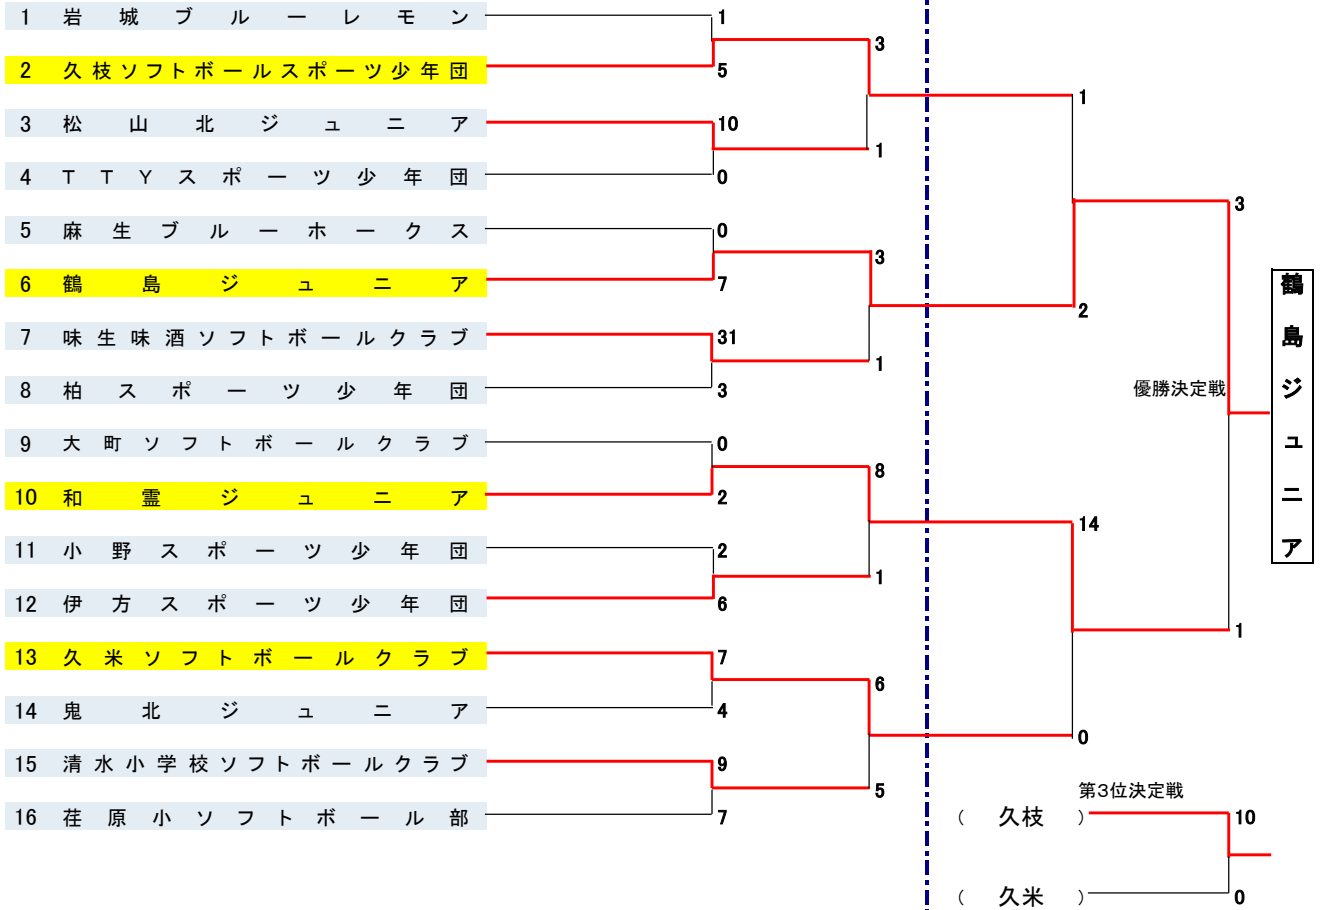 1 岩城ブルーレモン 1
3
2 久枝ソフトボールスポーツ少年団 5
1
3 松山北ジュニア 10
1
4 TTYスポーツ少年団 0
3
5 麻生ブルーホークス 0
3
6 鶴島ジュニア 7
2
7 味生味酒ソフトボールクラブ 31
1
8 柏スポーツ少年団 3
優勝決定戦
鶴島ジュニア
9 大町ソフトボールクラブ 0
8
10 和霊ジュニア 2
14
11 小野スポーツ少年団 2
1
12 伊方スポーツ少年団 6
1
13 久米ソフトボールクラブ 7
6
14 鬼北ジュニア 4
0
15 清水小学校ソフトボールクラブ 9
5
16 荏原小ソフトボール部 7
第3位決定戦
( 久枝 ) 10
( 久米 ) 0